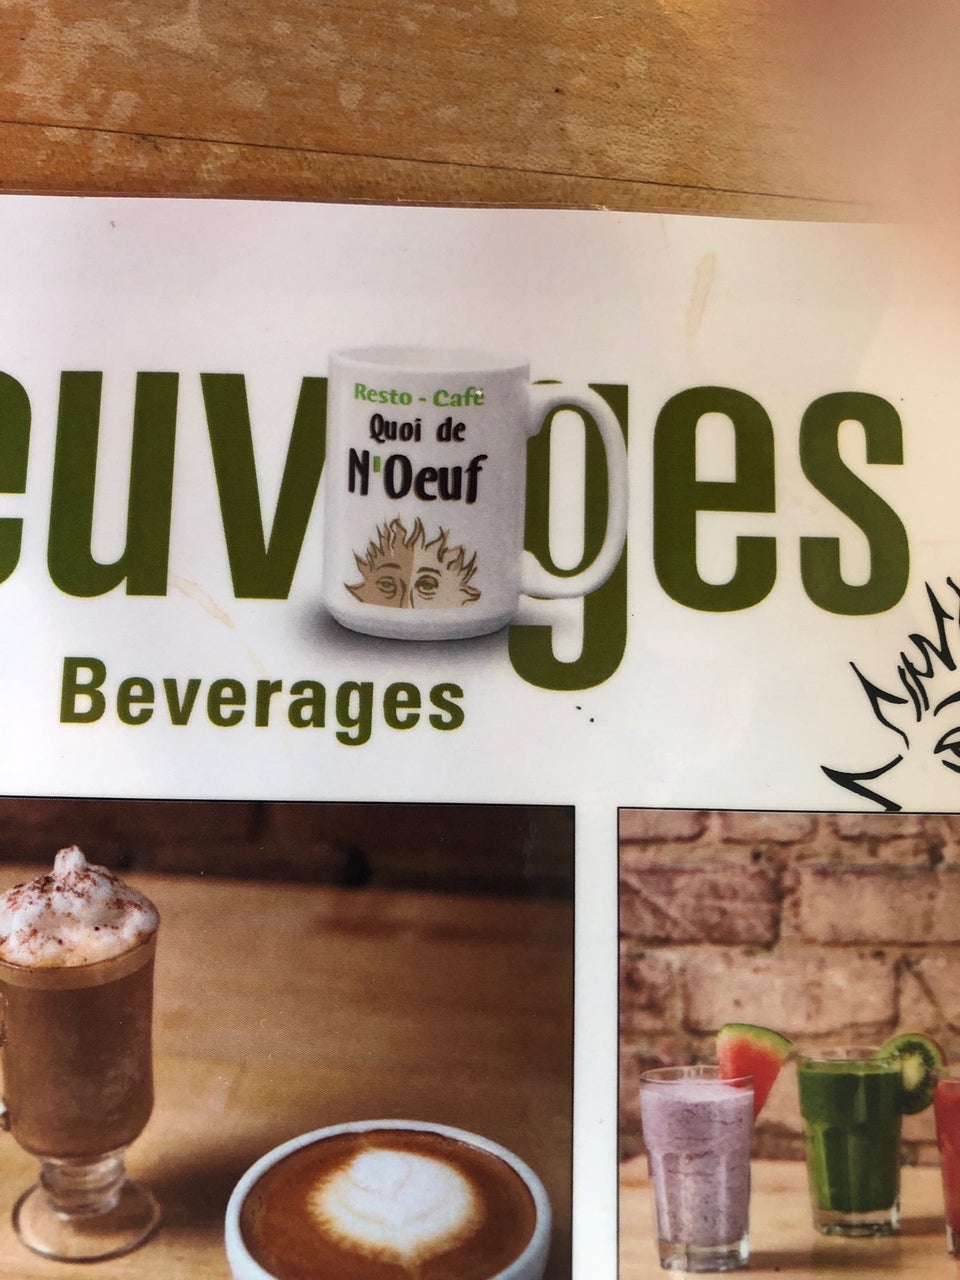 euv ges
Resto - Café
Quoi de
N'Oeuf
Beverages